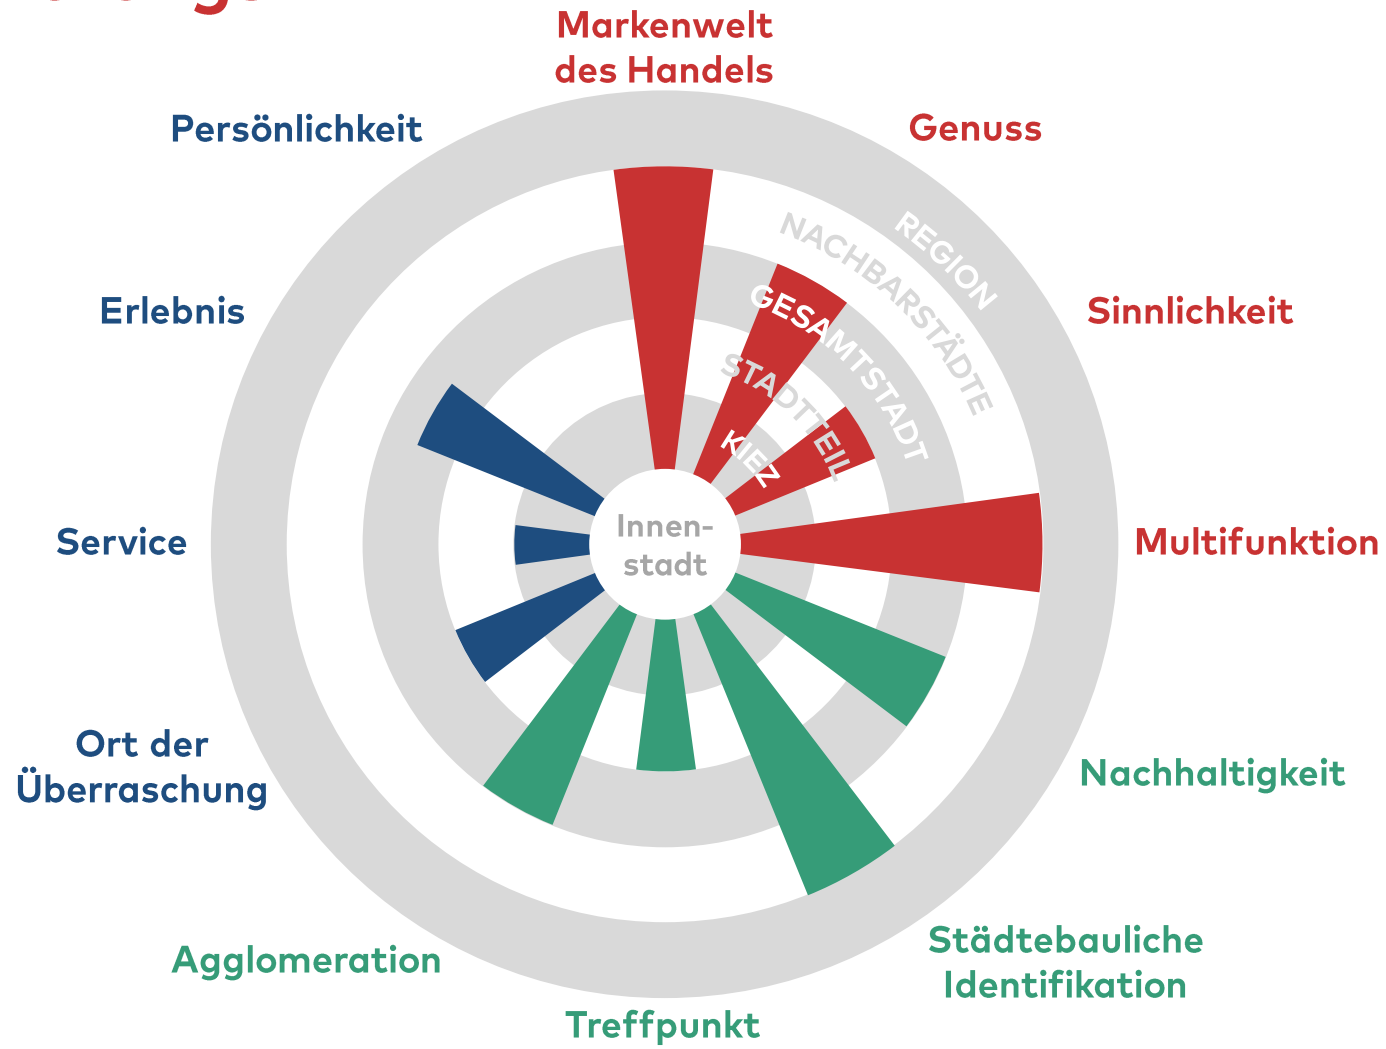 Markenwelt
des Handels
Persönlichkeit
Genuss
REGION
NACHBARSTÄDTE
GESAMTSTADT
STADTTEIL
KIEZ
Erlebnis
Sinnlichkeit
Innen-
stadt
Service
Multifunktion
Ort der
Überraschung
Nachhaltigkeit
Agglomeration
Städtebauliche
Identifikation
Treffpunkt